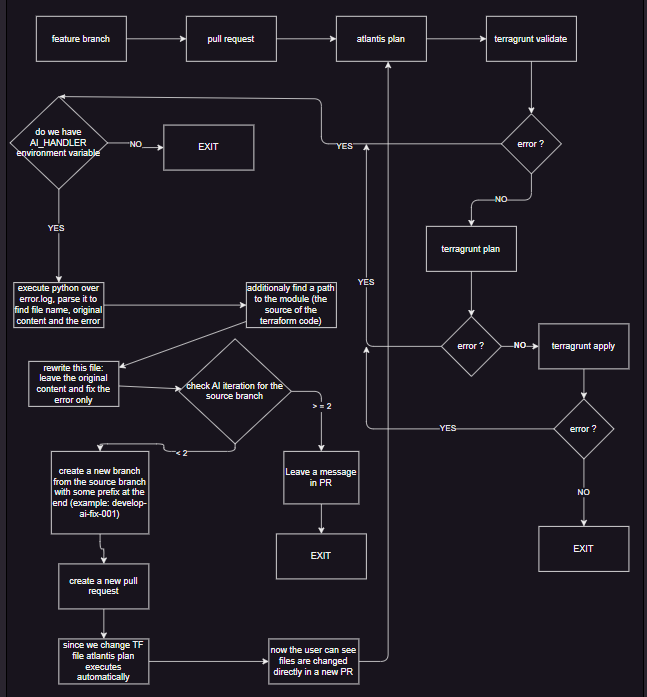 feature branch
pull request
atlantis plan
terragrunt validate
do we have
AI_HANDLER
environment variable
NO
EXIT
YES
error ?
NO
YES
terragrunt plan
execute python over
error.log, parse it to
find file name, original
content and the error
additionaly find a path
to the module (the
source of the
terraform code)
YES
error ?
NO
terragrunt apply
rewrite this file:
leave the original
content and fix the
error only
check AI iteration for the
source branch
> = 2
< 2
YES
error ?
create a new branch
from the source branch
with some prefix at the
end (example: develop-
ai-fix-001)
Leave a message
in PR
NO
EXIT
EXIT
create a new pull
request
since we change TF
file atlantis plan
executes
automatically
now the user can see
files are changed
directly in a new PR